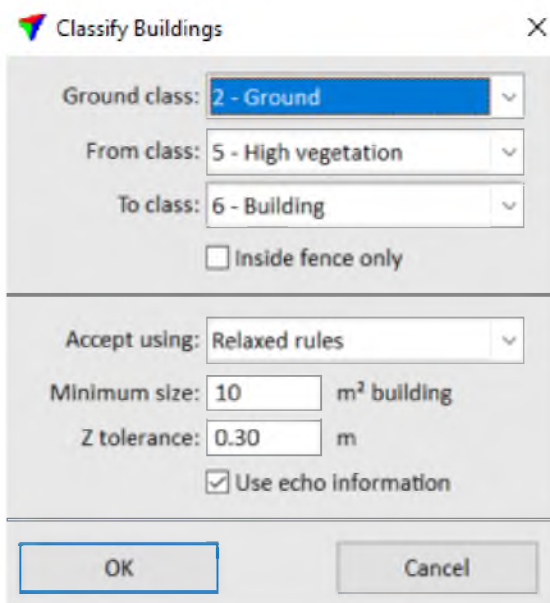 Classify Buildings
Ground class: 2 - Ground
From class: 5 - High vegetation
To class: 6 - Building
Inside fence only
Accept using: Relaxed rules
Minimum size: 10 m² building
Z tolerance: 0.30 m
Use echo information
OK Cancel